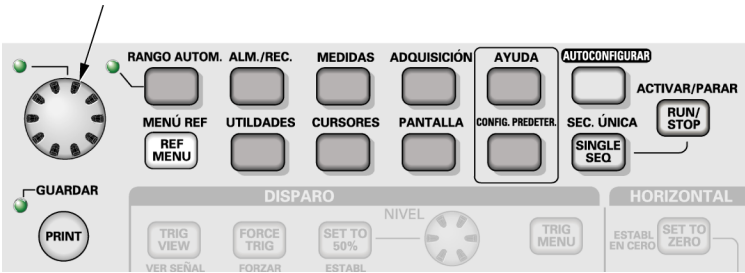 RANGO AUTOM. ALM./REC. MEDIDAS ADQUISICIÓN AYUDA AUTOCONFIGURAR
ACTIVAR/PARAR
RUN/
STOP
MENÚ REF UTILDADES CURSORES PANTALLA CONFIG. PREDETER. SEC. ÚNICA
REF
MENU
SINGLE
SEQ
GUARDAR
PRINT
DISPARO
HORIZONTAL
NIVEL
TRIG
VIEW
FORCE
TRIG
SET TO
50%
TRIG
MENU
ESTABL
EN CERO
SET TO
ZERO
VER SEÑAL FORZAR ESTABL